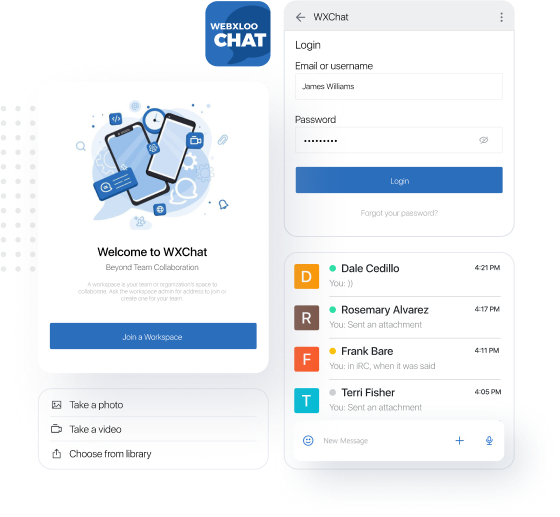 WEBXLOO
CHAT
WXChat
Login
Email or username
James Williams
Password
•••••••••
Login
Forgot your password?
Welcome to WXChat
Beyond Team Collaboration
A workspace is your team or organization's space to
collaborate. Ask the workspace admin for address to join or
create one for your team
Join a Workspace
Take a photo
Take a video
Choose from library
D
Dale Cedillo
4:21 PM
You: ))
R
Rosemary Alvarez
4:17 PM
You: Sent an attachment
F
Frank Bare
4:11 PM
You: in IRC, when it was said
T
Terri Fisher
4:05 PM
You: Sent an attachment
New Message